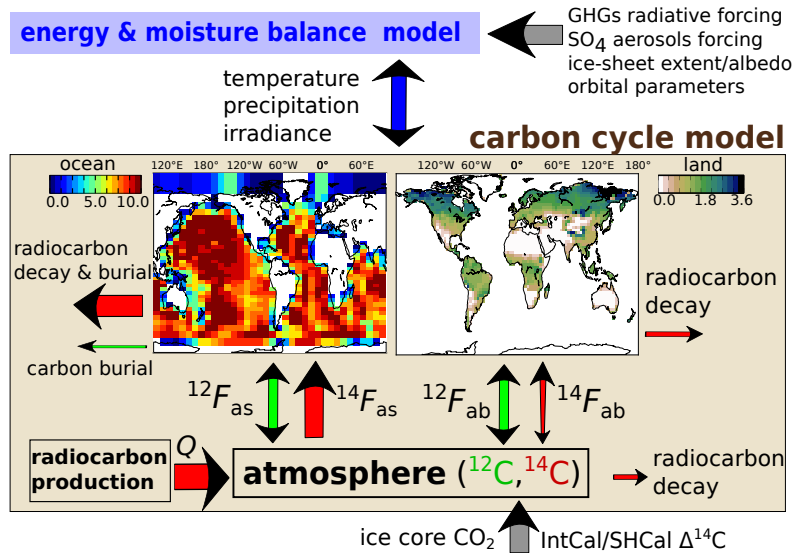 GHGs radiative forcing
SO₄ aerosols forcing
ice-sheet extent/albedo
orbital parameters
energy & moisture balance model
temperature
precipitation
irradiance
carbon cycle model
ocean
0.0 5.0 10.0
120°E 180° 120°W 60°W 0° 60°E
120°W 60°W 0° 60°E 120°E 180°
land
0.0 1.8 3.6
radiocarbon
decay & burial
carbon burial
radiocarbon
decay
¹²Fas
¹⁴Fas
¹²Fab
¹⁴Fab
radiocarbon
production
Q
atmosphere (¹²C,¹⁴C)
radiocarbon
decay
ice core CO₂
IntCal/SHCal Δ¹⁴C